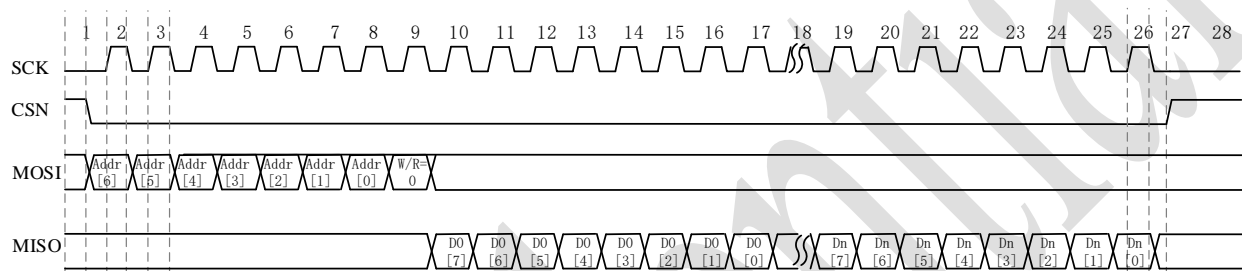 1 2 3 4 5 6 7 8 9 10 11 12 13 14 15 16 17 18 19 20 21 22 23 24 25 26 27 28
SCK
CSN
MOSI Addr [6] Addr [5] Addr [4] Addr [3] Addr [2] Addr [1] Addr [0] W/R= 0
MISO D0 [7] D0 [6] D0 [5] D0 [4] D0 [3] D0 [2] D0 [1] D0 [0] Dn [7] Dn [6] Dn [5] Dn [4] Dn [3] Dn [2] Dn [1] Dn [0]